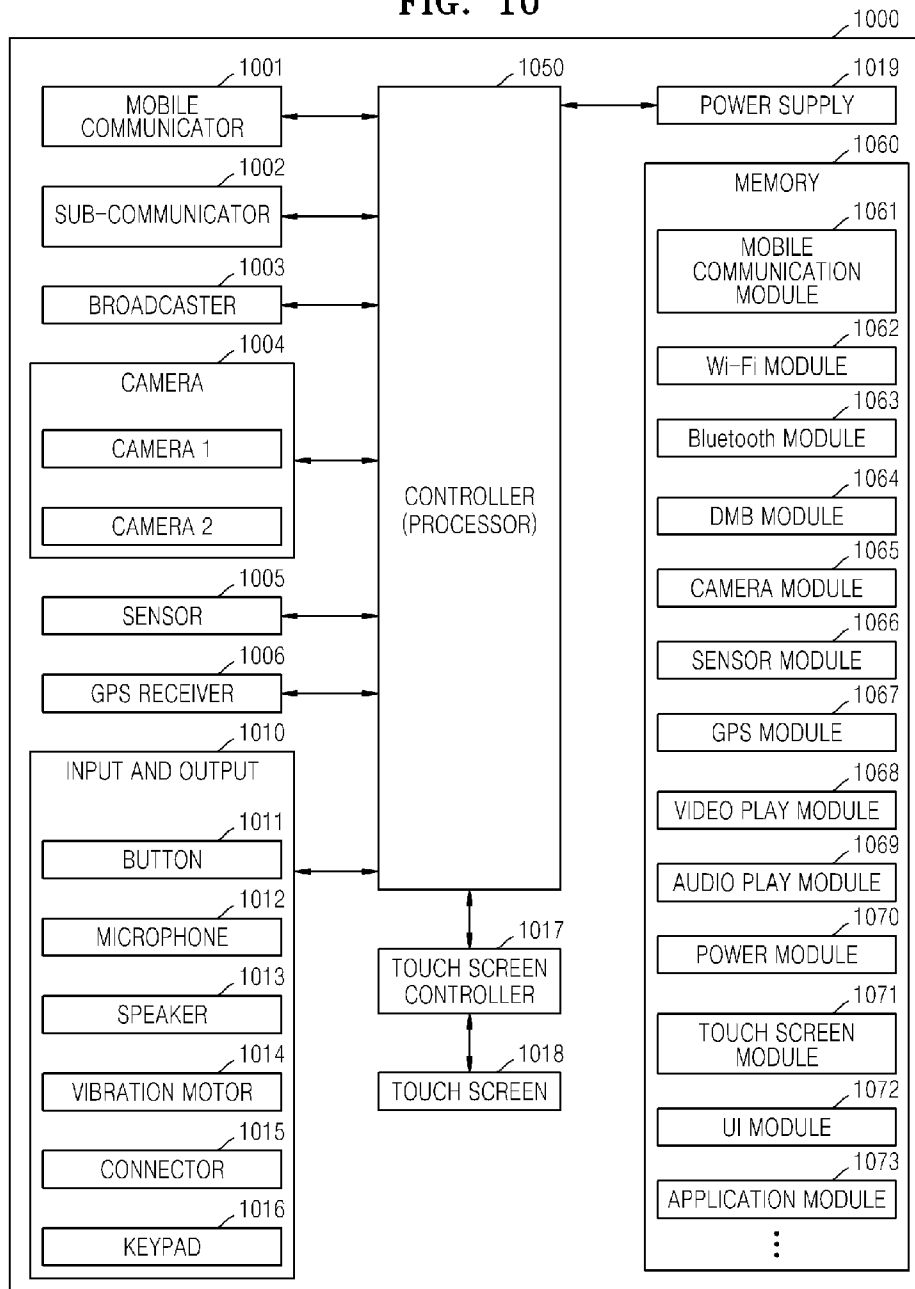 FIG. 10
1000
1001
MOBILE
COMMUNICATOR
1002
SUB-COMMUNICATOR
1003
BROADCASTER
1004
CAMERA
CAMERA 1
CAMERA 2
1005
SENSOR
1006
GPS RECEIVER
1010
INPUT AND OUTPUT
1011
BUTTON
1012
MICROPHONE
1013
SPEAKER
1014
VIBRATION MOTOR
1015
CONNECTOR
1016
KEYPAD
1050
CONTROLLER
(PROCESSOR)
1017
TOUCH SCREEN
CONTROLLER
1018
TOUCH SCREEN
1019
POWER SUPPLY
1060
MEMORY
1061
MOBILE
COMMUNICATION
MODULE
1062
Wi-Fi MODULE
1063
Bluetooth MODULE
1064
DMB MODULE
1065
CAMERA MODULE
1066
SENSOR MODULE
1067
GPS MODULE
1068
VIDEO PLAY MODULE
1069
AUDIO PLAY MODULE
1070
POWER MODULE
1071
TOUCH SCREEN
MODULE
1072
UI MODULE
1073
APPLICATION MODULE